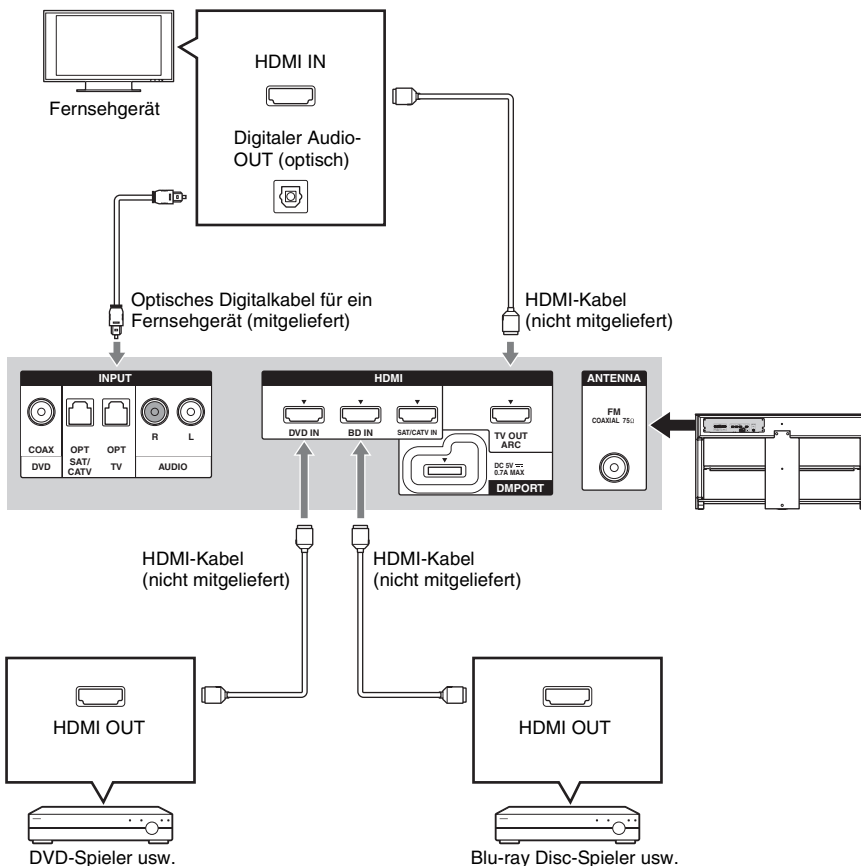 HDMI IN
Fernsehgerät
Digitaler Audio-
OUT (optisch)
Optisches Digitalkabel für ein
Fernsehgerät (mitgeliefert)
HDMI-Kabel
(nicht mitgeliefert)
INPUT
HDMI
ANTENNA
R
L
COAX
OPT
OPT
DVD
SAT/
CATV
TV
AUDIO
DVD IN
BD IN
SAT/CATV IN
TV OUT
ARC
DC 5V
0.7A MAX
DMPORT
FM
COAXIAL 75Ω
HDMI-Kabel
(nicht mitgeliefert)
HDMI-Kabel
(nicht mitgeliefert)
HDMI OUT
HDMI OUT
DVD-Spieler usw.
Blu-ray Disc-Spieler usw.